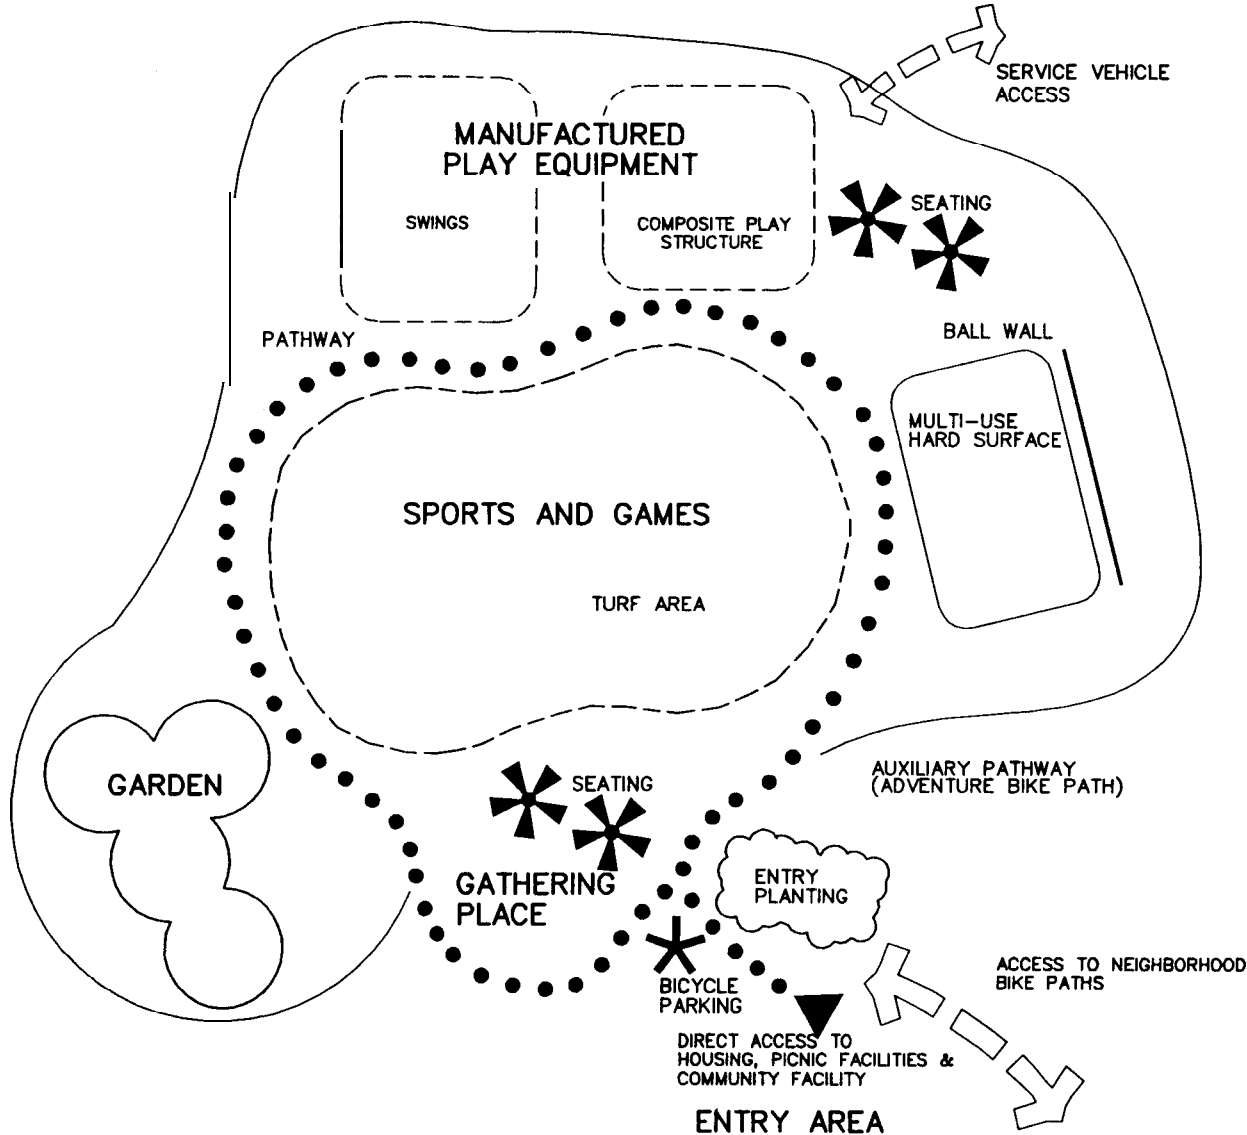 SERVICE VEHICLE
ACCESS
MANUFACTURED
PLAY EQUIPMENT
SWINGS
COMPOSITE PLAY
STRUCTURE
SEATING
PATHWAY
BALL WALL
MULTI-USE
HARD SURFACE
SPORTS AND GAMES
TURF AREA
GARDEN
SEATING
AUXILIARY PATHWAY
(ADVENTURE BIKE PATH)
GATHERING
PLACE
ENTRY
PLANTING
BICYCLE
PARKING
ACCESS TO NEIGHBORHOOD
BIKE PATHS
DIRECT ACCESS TO
HOUSING, PICNIC FACILITIES &
COMMUNITY FACILITY
ENTRY AREA